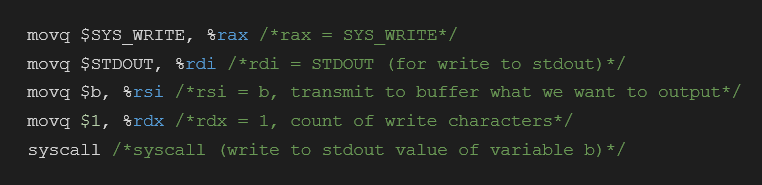 movq $SYS_WRITE, %rax /*rax = SYS_WRITE*/
movq $STDOUT, %rdi /*rdi = STDOUT (for write to stdout)*/
movq $b, %rsi /*rsi = b, transmit to buffer what we want to output*/
movq $1, %rdx /*rdx = 1, count of write characters*/
syscall /*syscall (write to stdout value of variable b)*/